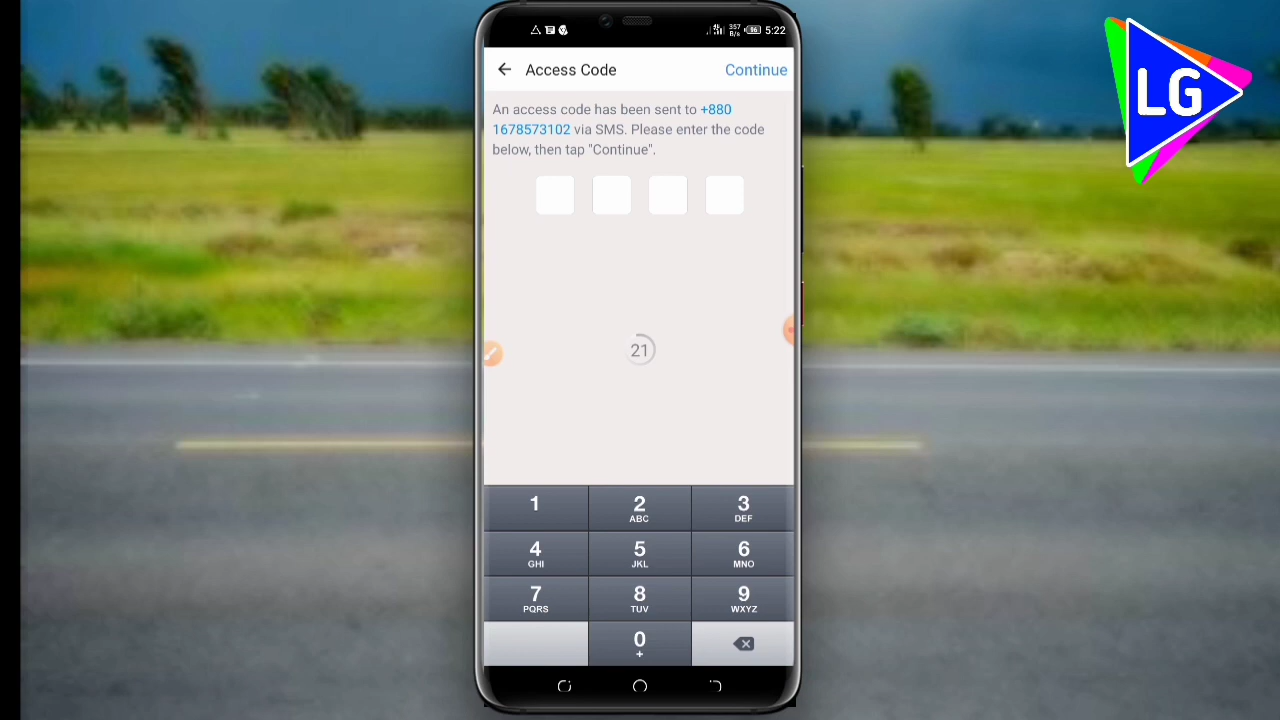 357
B/s
96
5:22
Access Code
Continue
An access code has been sent to +880
1678573102 via SMS. Please enter the code
below, then tap "Continue".
21
1
2
3
ABC
DEF
4
5
6
GHI
JKL
MNO
7
8
9
PQRS
TUV
WXYZ
0
+
LG